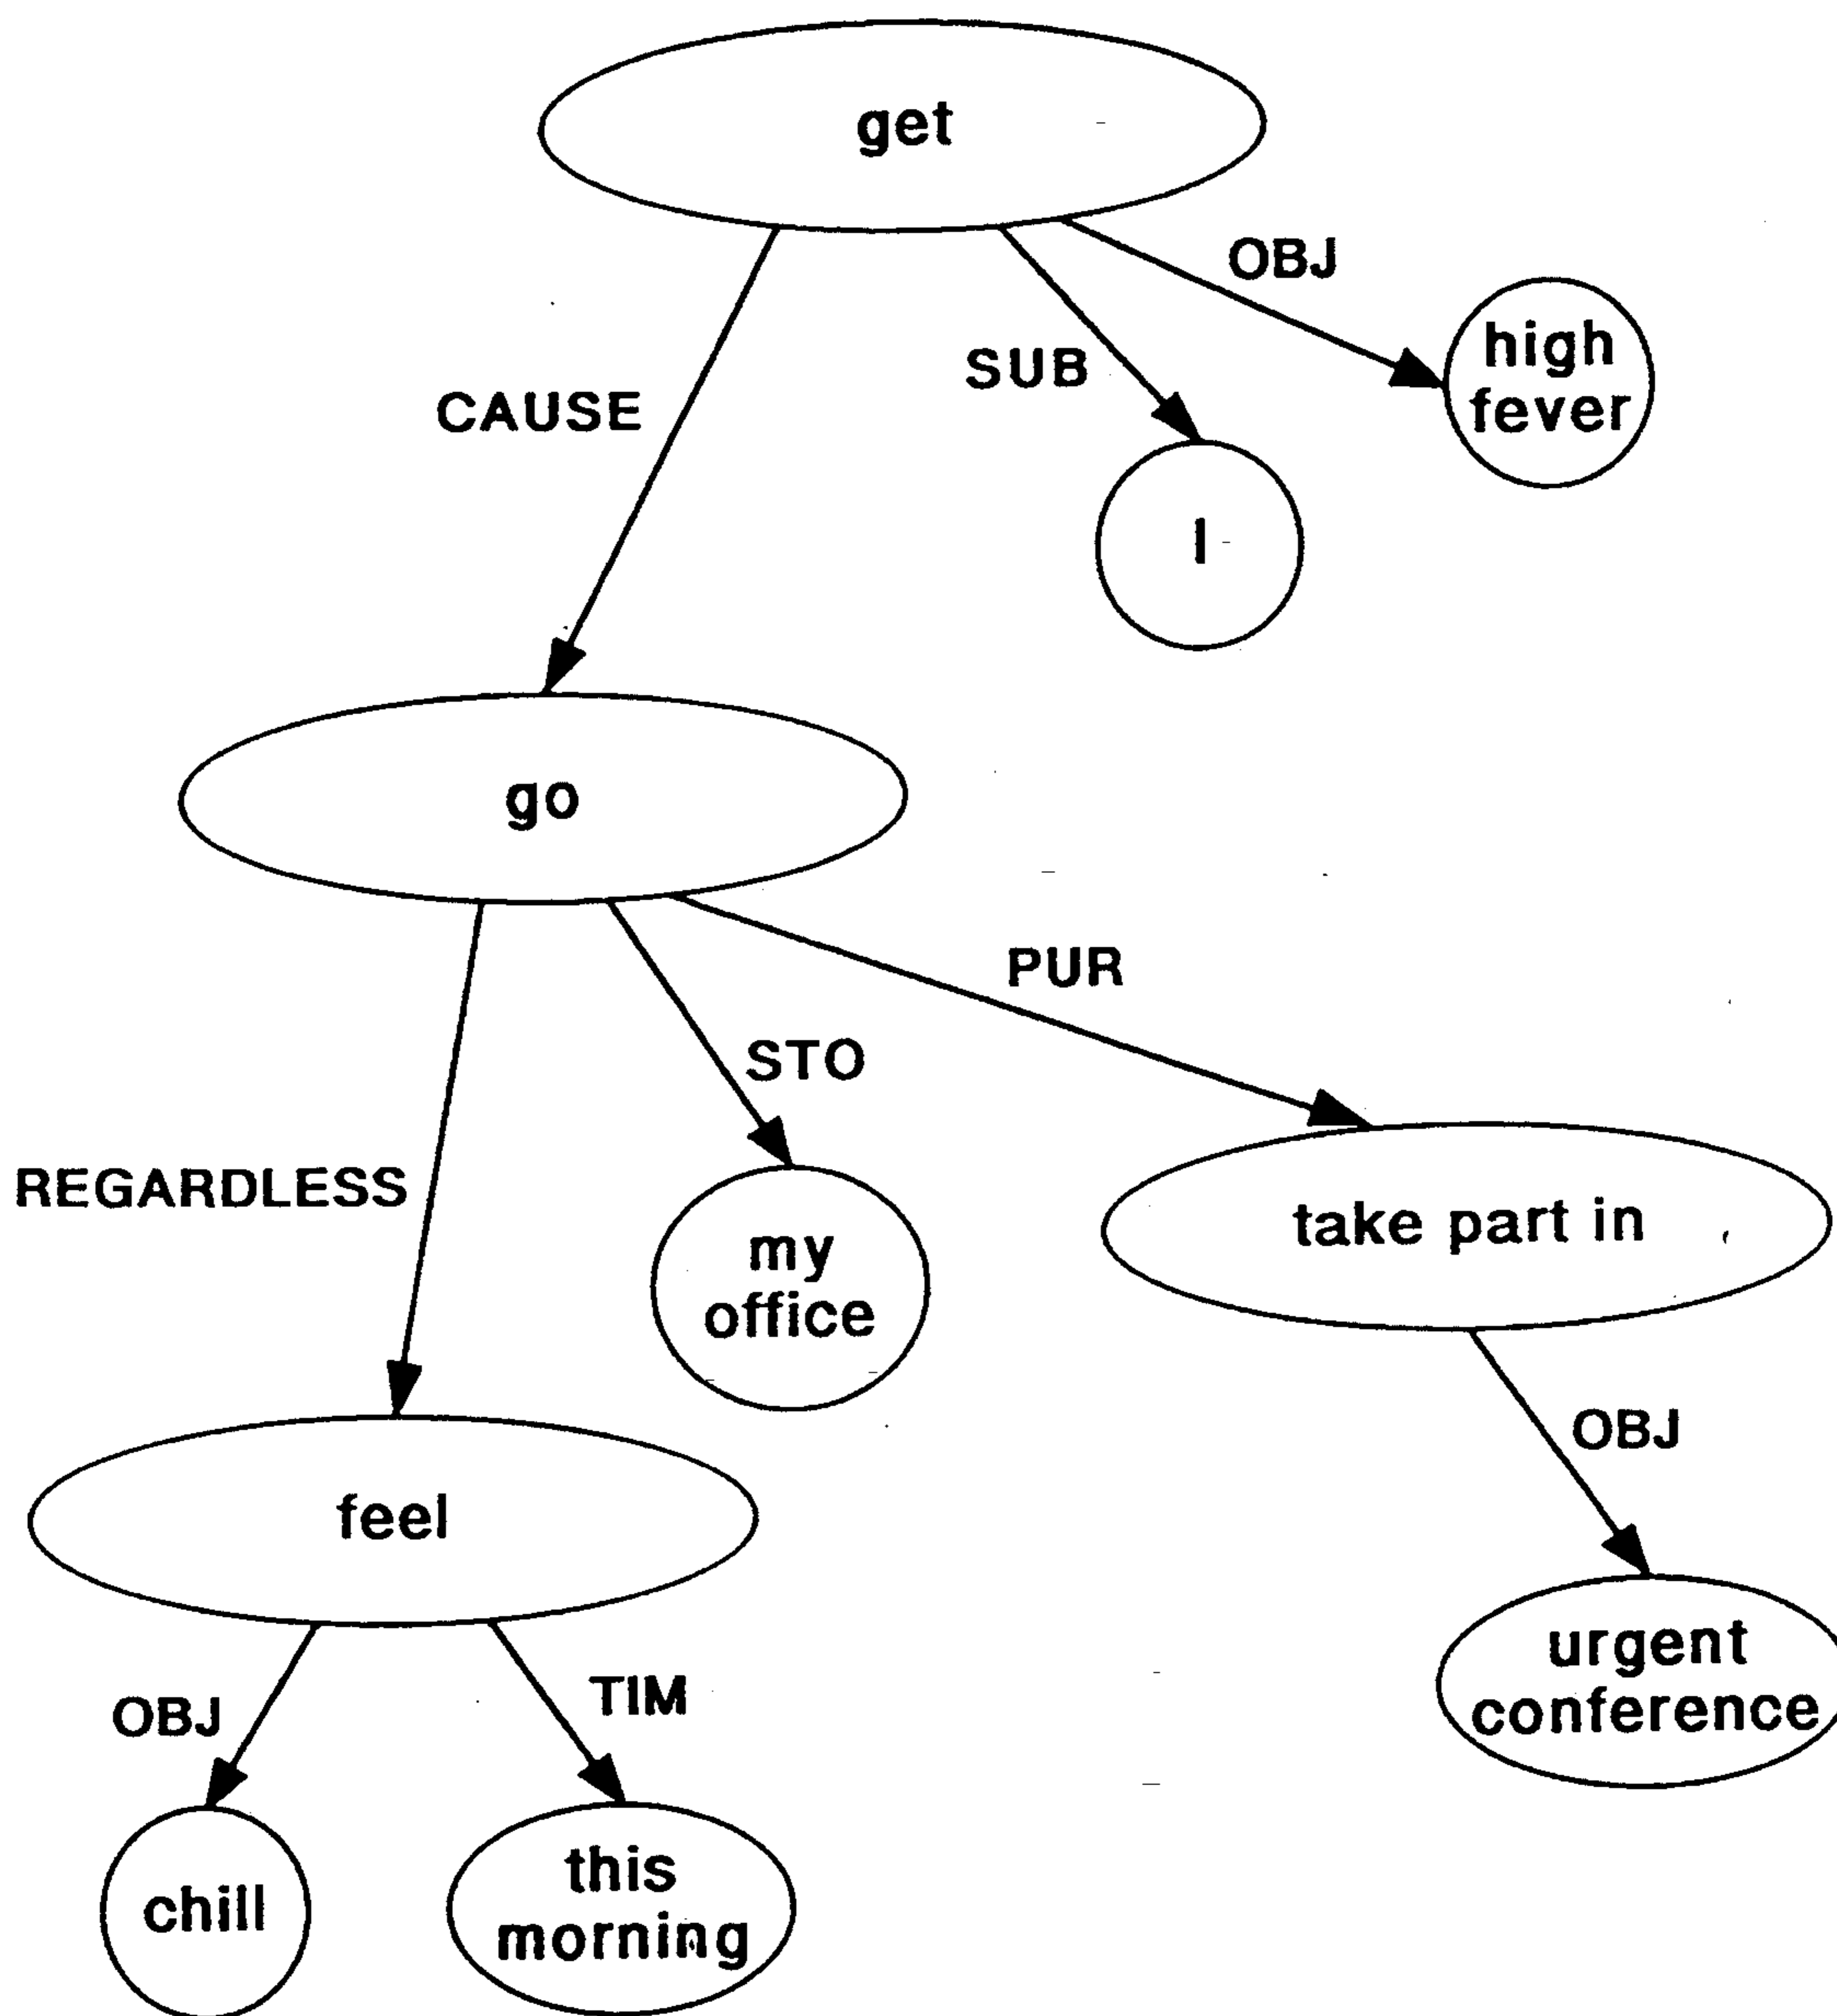 get
OBJ
high
fever
SUB
CAUSE
I
go
PUR
STO
REGARDLESS
my
office
take part in
OBJ
feel
urgent
conference
TIM
OBJ
this
morning
chill